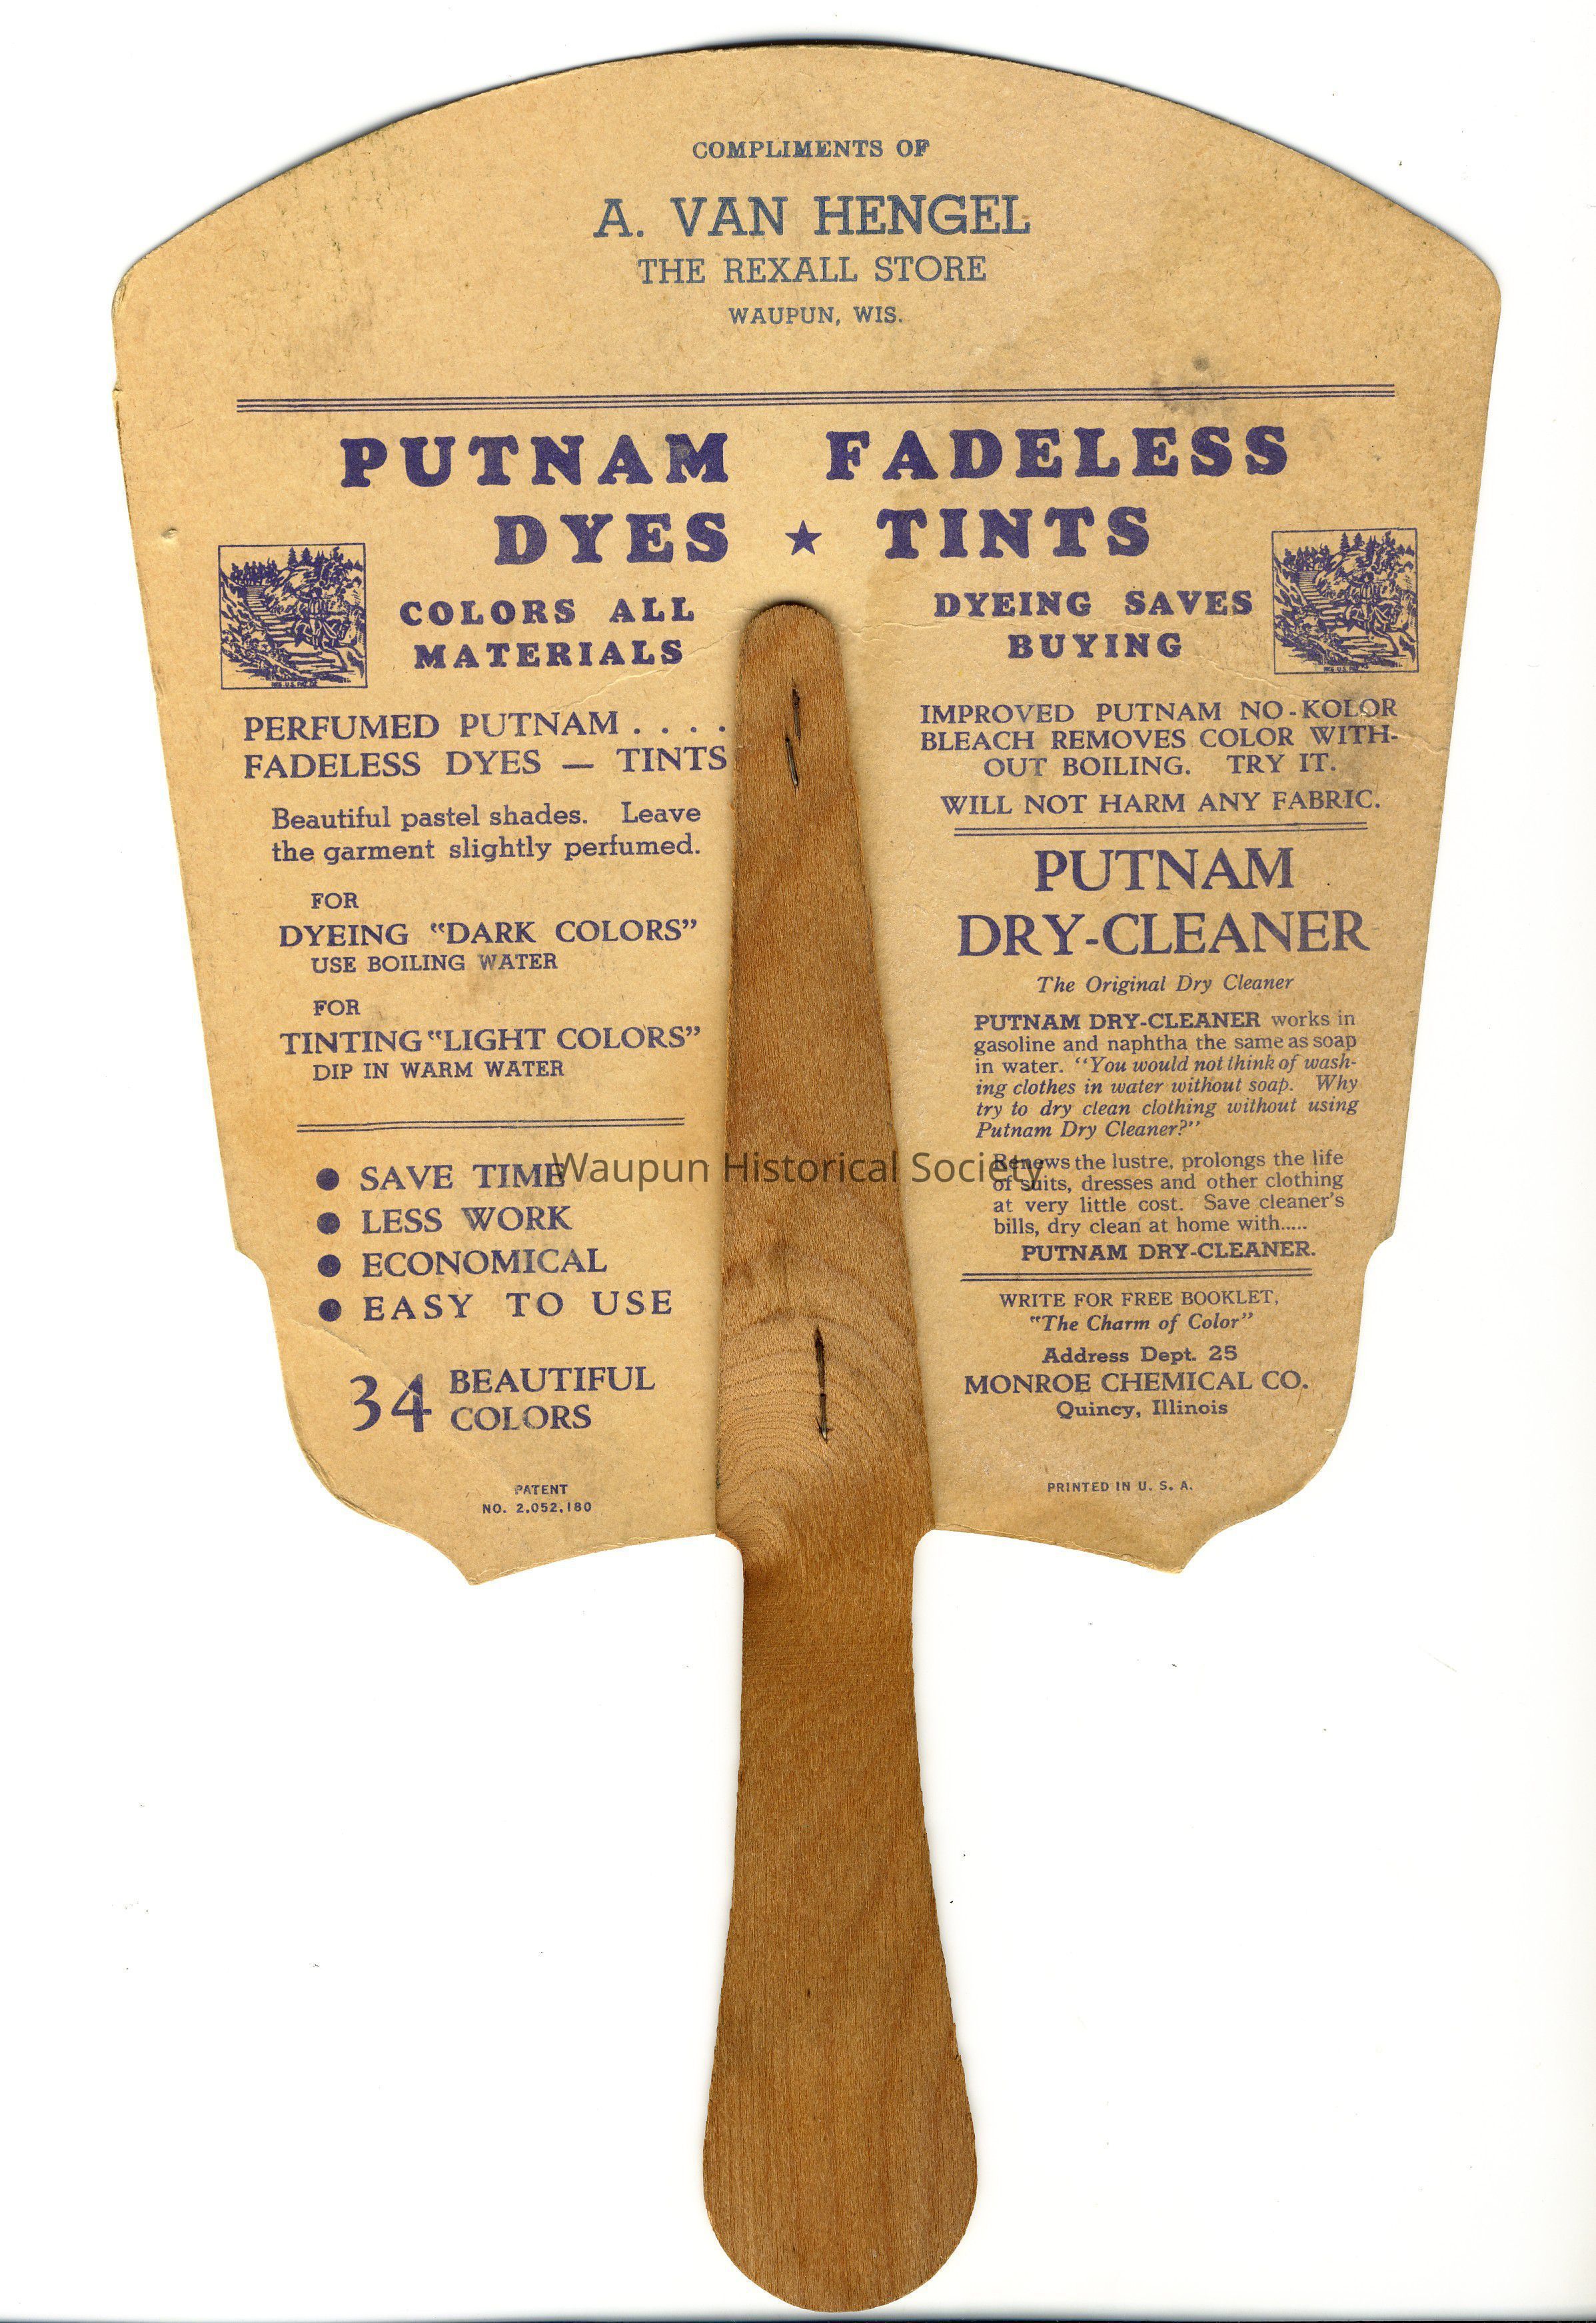 COMPLIMENTS OF
A. VAN HENGEL
THE REXALL STORE
WAUPUN, WIS.
PUTNAM FADELESS
DYES ★ TINTS
COLORS ALL
MATERIALS
PERFUMED PUTNAM . . . .
FADELESS DYES — TINTS
Beautiful pastel shades. Leave
the garment slightly perfumed.
FOR
DYEING "DARK COLORS"
USE BOILING WATER
FOR
TINTING "LIGHT COLORS"
DIP IN WARM WATER
● SAVE TIME
● LESS WORK
● ECONOMICAL
● EASY TO USE
34 BEAUTIFUL
COLORS
PATENT
NO. 2,052,180
DYEING SAVES
BUYING
IMPROVED PUTNAM NO-KOLOR
BLEACH REMOVES COLOR WITH-
OUT BOILING. TRY IT.
WILL NOT HARM ANY FABRIC.
PUTNAM
DRY-CLEANER
The Original Dry Cleaner
PUTNAM DRY-CLEANER works in
gasoline and naphtha the same as soap
in water. "You would not think of wash-
ing clothes in water without soap. Why
try to dry clean clothing without using
Putnam Dry Cleaner?"
Renews the lustre, prolongs the life
of suits, dresses and other clothing
at very little cost. Save cleaner's
bills, dry clean at home with.....
PUTNAM DRY-CLEANER.
WRITE FOR FREE BOOKLET,
"The Charm of Color"
Address Dept. 25
MONROE CHEMICAL CO.
Quincy, Illinois
PRINTED IN U. S. A.
Waupun Historical Society